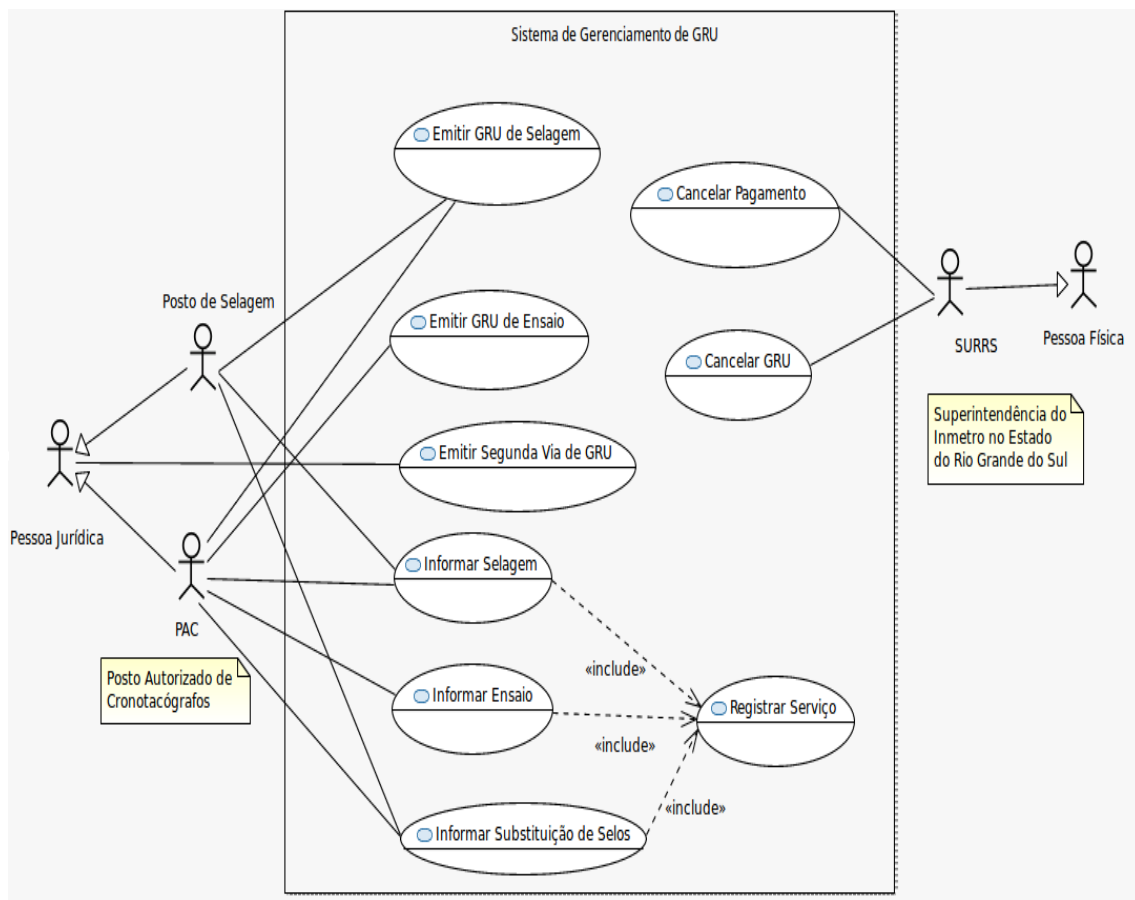 Sistema de Gerenciamento de GRU
Emitir GRU de Selagem
Cancelar Pagamento
Posto de Selagem
Emitir GRU de Ensaio
Pessoa Física
SURRS
Cancelar GRU
Superintendência do
Inmetro no Estado
do Rio Grande do Sul
Emitir Segunda Via de GRU
Pessoa Jurídica
Informar Selagem
PAC
Posto Autorizado de
Cronotacógrafos
«include»
Informar Ensaio
Registrar Serviço
«include»
«include»
Informar Substituição de Selos